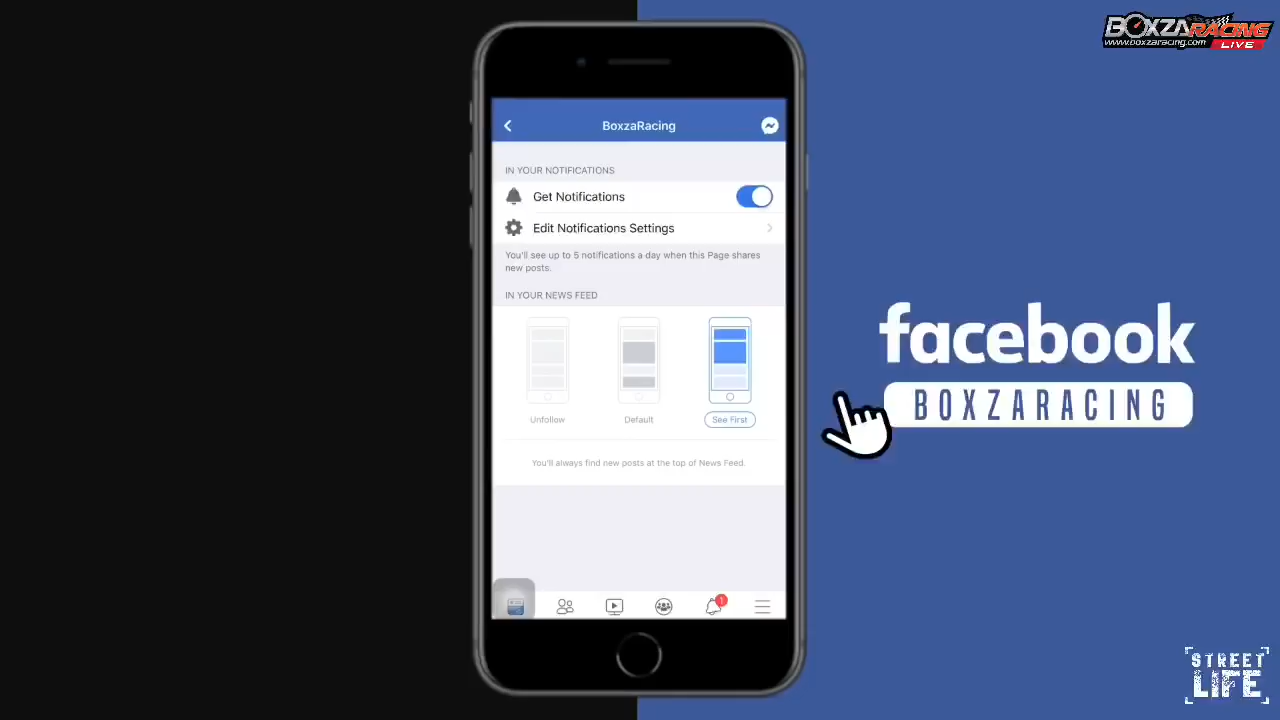 BOXZARACING
www.boxzaracing.com LIVE
BoxzaRacing
IN YOUR NOTIFICATIONS
Get Notifications
Edit Notifications Settings
You'll see up to 5 notifications a day when this Page shares
new posts.
IN YOUR NEWS FEED
Unfollow
Default
See First
You'll always find new posts at the top of News Feed.
1
facebook
BOXZARACING
STREET
LIFE